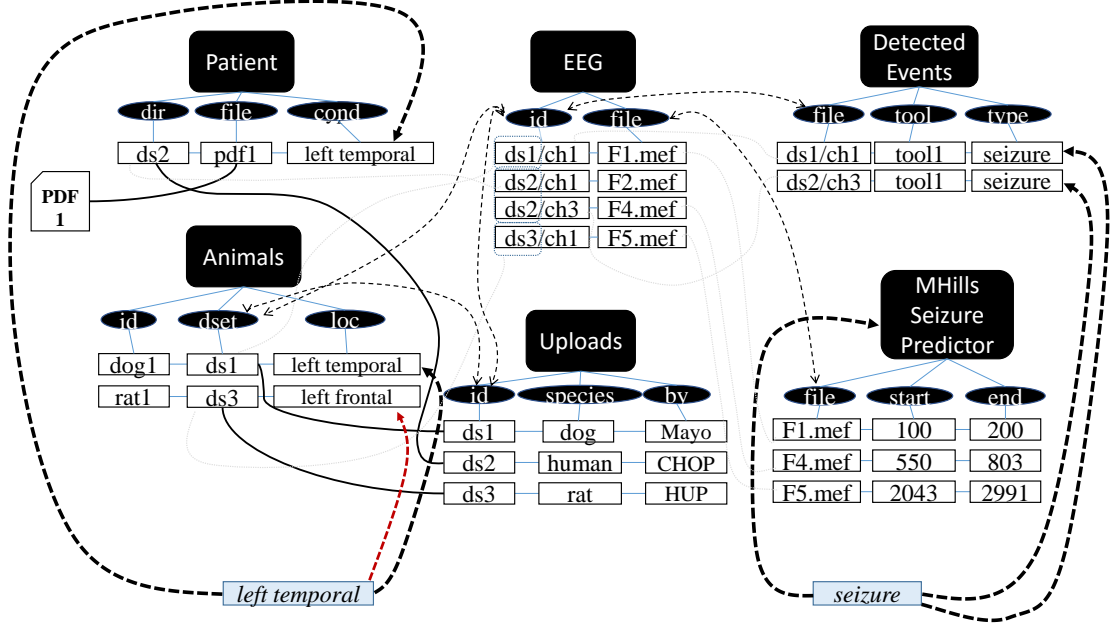 Patient
dir file cond
ds2 pdf1 left temporal
PDF
1
EEG
id file
ds1/ch1 F1.mef
ds2/ch1 F2.mef
ds2/ch3 F4.mef
ds3/ch1 F5.mef
Detected
Events
file tool type
ds1/ch1 tool1 seizure
ds2/ch3 tool1 seizure
Animals
id dset loc
dog1 ds1 left temporal
rat1 ds3 left frontal
Uploads
id species by
ds1 dog Mayo
ds2 human CHOP
ds3 rat HUP
MHills
Seizure
Predictor
file start end
F1.mef 100 200
F4.mef 550 803
F5.mef 2043 2991
left temporal
seizure